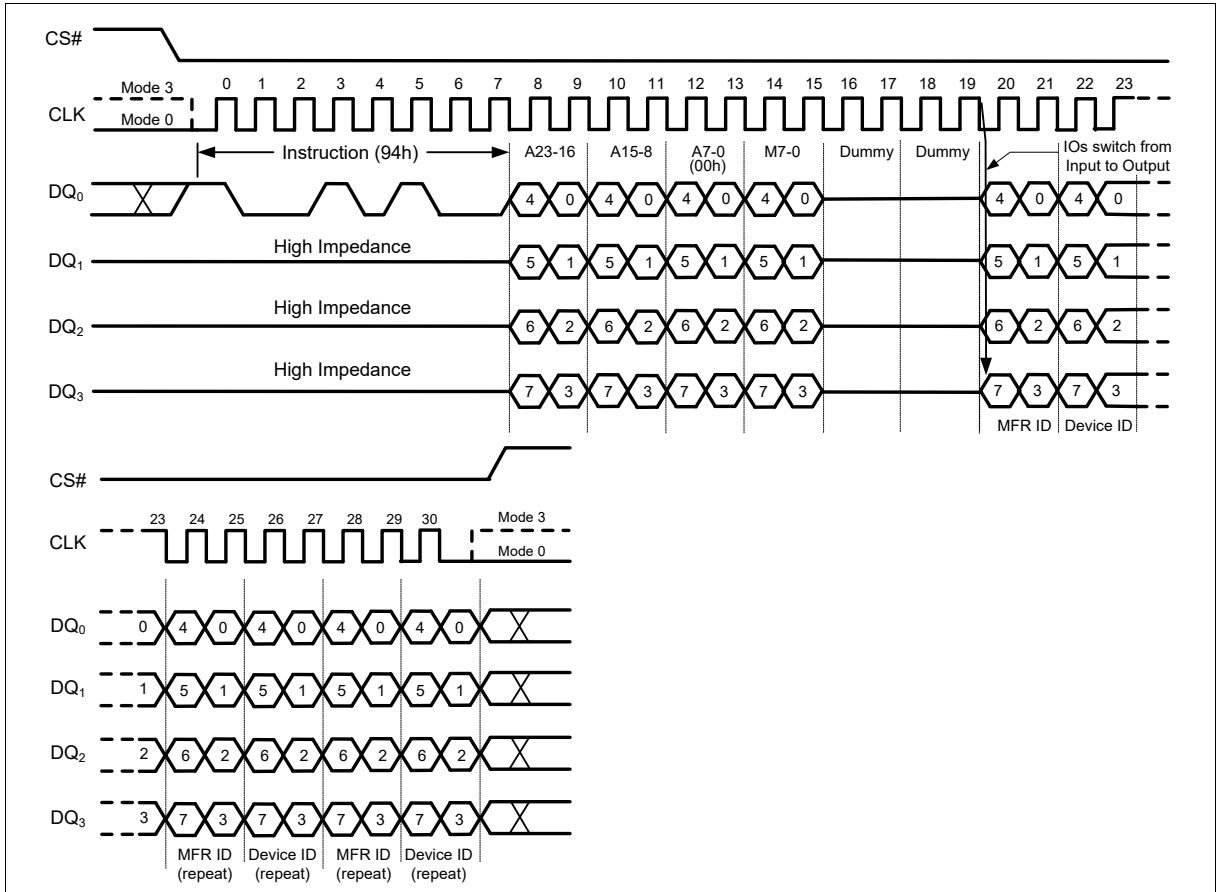 CS#
Mode 3
0 1 2 3 4 5 6 7 8 9 10 11 12 13 14 15 16 17 18 19 20 21 22 23
CLK
Mode 0
Instruction (94h)
A23-16 A15-8 A7-0 M7-0 Dummy Dummy
(00h)
IOs switch from
Input to Output
DQ0 4 0 4 0 4 0 4 0 4 0 4 0
High Impedance
DQ1 5 1 5 1 5 1 5 1 5 1 5 1
High Impedance
DQ2 6 2 6 2 6 2 6 2 6 2 6 2
High Impedance
DQ3 7 3 7 3 7 3 7 3 7 3 7 3
MFR ID Device ID
CS#
23 24 25 26 27 28 29 30 Mode 3
CLK
Mode 0
DQ0 0 4 0 4 0 4 0 4 0
DQ1 1 5 1 5 1 5 1 5 1
DQ2 2 6 2 6 2 6 2 6 2
DQ3 3 7 3 7 3 7 3 7 3
MFR ID Device ID MFR ID Device ID
(repeat) (repeat) (repeat) (repeat)